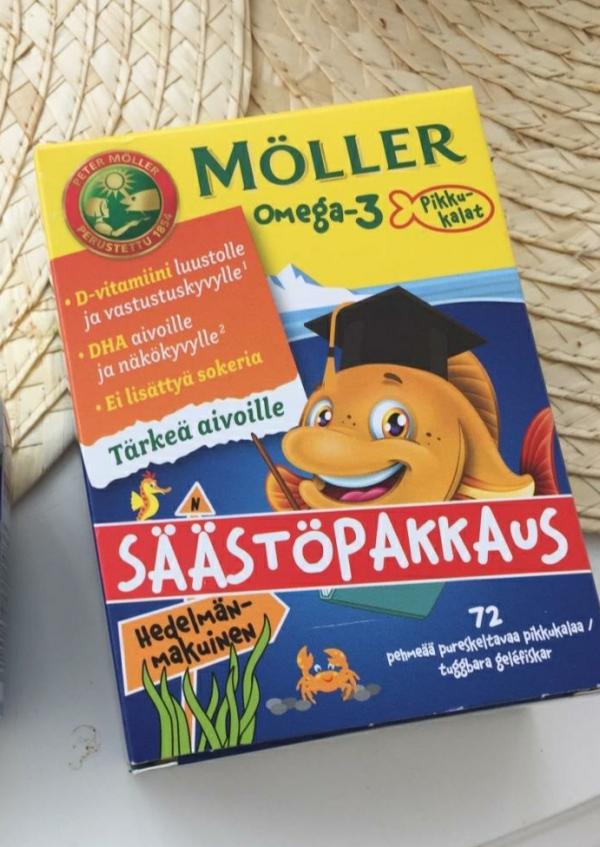 PETER MÖLLER
PERUSTETTU 1854
MÖLLER
Omega-3
Pikku-
kalat
• D-vitamiini luustolle
ja vastustuskyvylle¹
• DHA aivoille
ja näkökyvylle²
• Ei lisättyä sokeria
Tärkeä aivoille
N
SÄÄSTÖPAKKAUS
Hedelmän-
makuinen
72
pehmeää pureskeltavaa pikkukalaa /
tuggbara geléfiskar